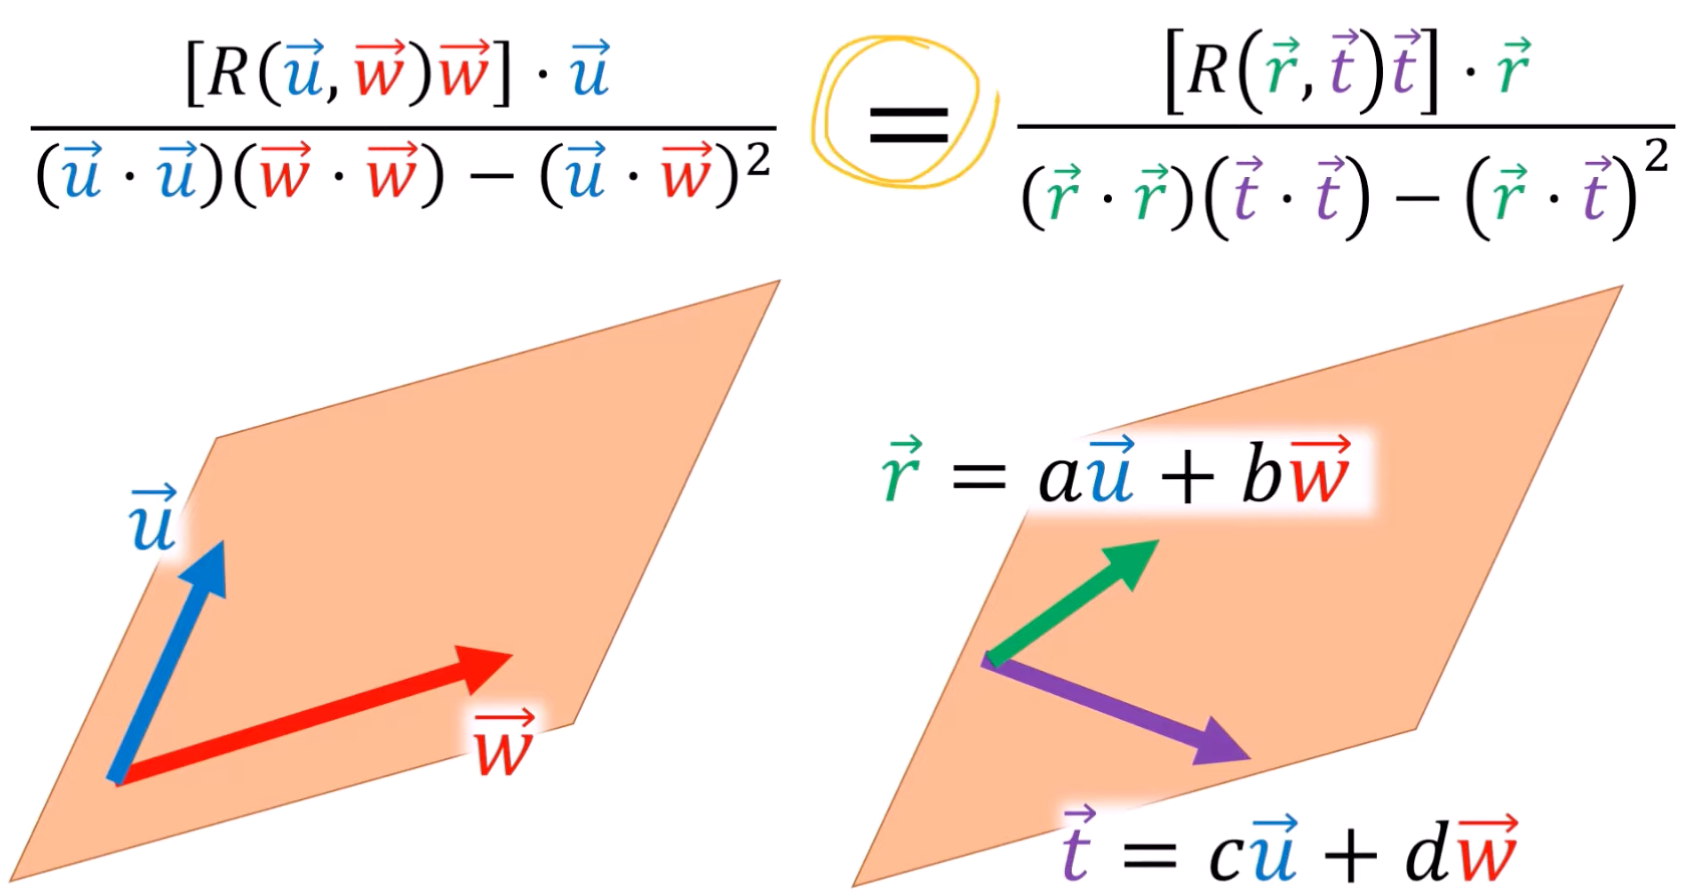 [R(u⃗, w⃗)w⃗] · u⃗
(u⃗ · u⃗)(w⃗ · w⃗) − (u⃗ · w⃗)²
=
[R(r⃗, t⃗)t⃗] · r⃗
(r⃗ · r⃗)(t⃗ · t⃗) − (r⃗ · t⃗)²
u⃗
w⃗
r⃗ = au⃗ + bw⃗
t⃗ = cu⃗ + dw⃗